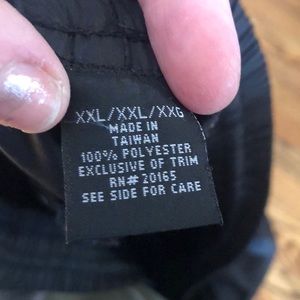 XXL/XXL/XXG
MADE IN
TAIWAN
100% POLYESTER
EXCLUSIVE OF TRIM
RN# 20165
SEE SIDE FOR CARE